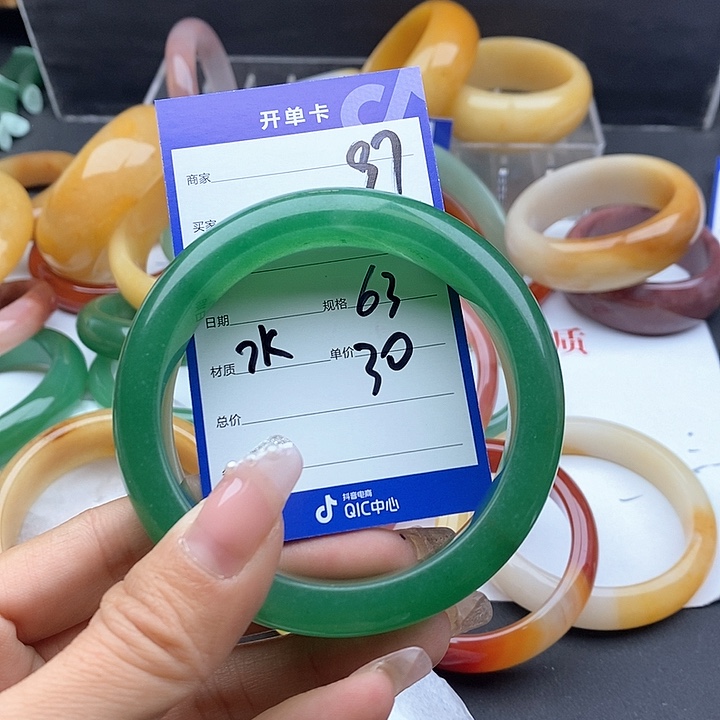 开单卡
商家 97
买家
日期 规格 63
材质 水 单价 30
总价
抖音电商
QIC中心
质